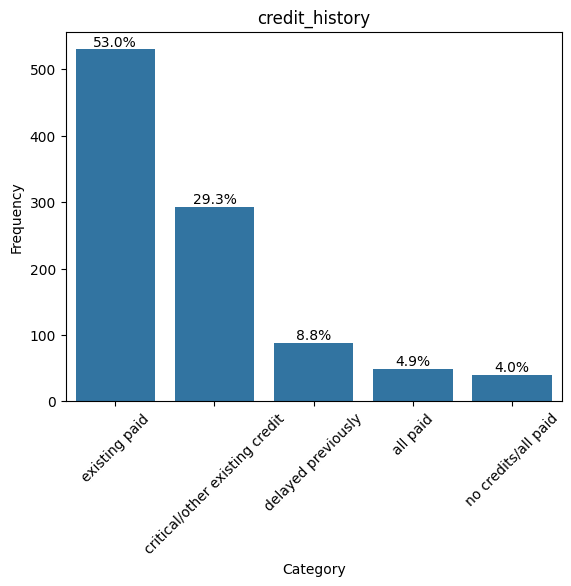 credit_history
53.0%
29.3%
8.8%
4.9%
4.0%
500
400
300
200
100
0
Frequency
existing paid
critical/other existing credit
delayed previously
all paid
no credits/all paid
Category